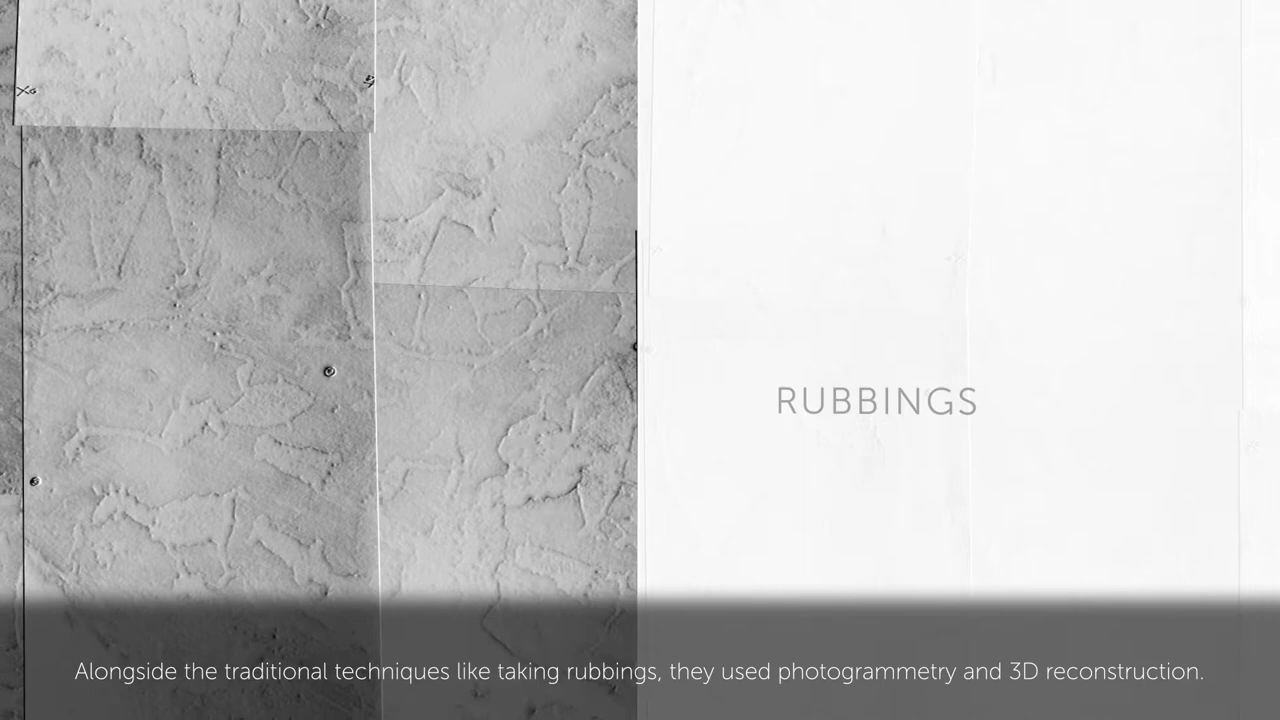 RUBBINGS
Alongside the traditional techniques like taking rubbings, they used photogrammetry and 3D reconstruction.